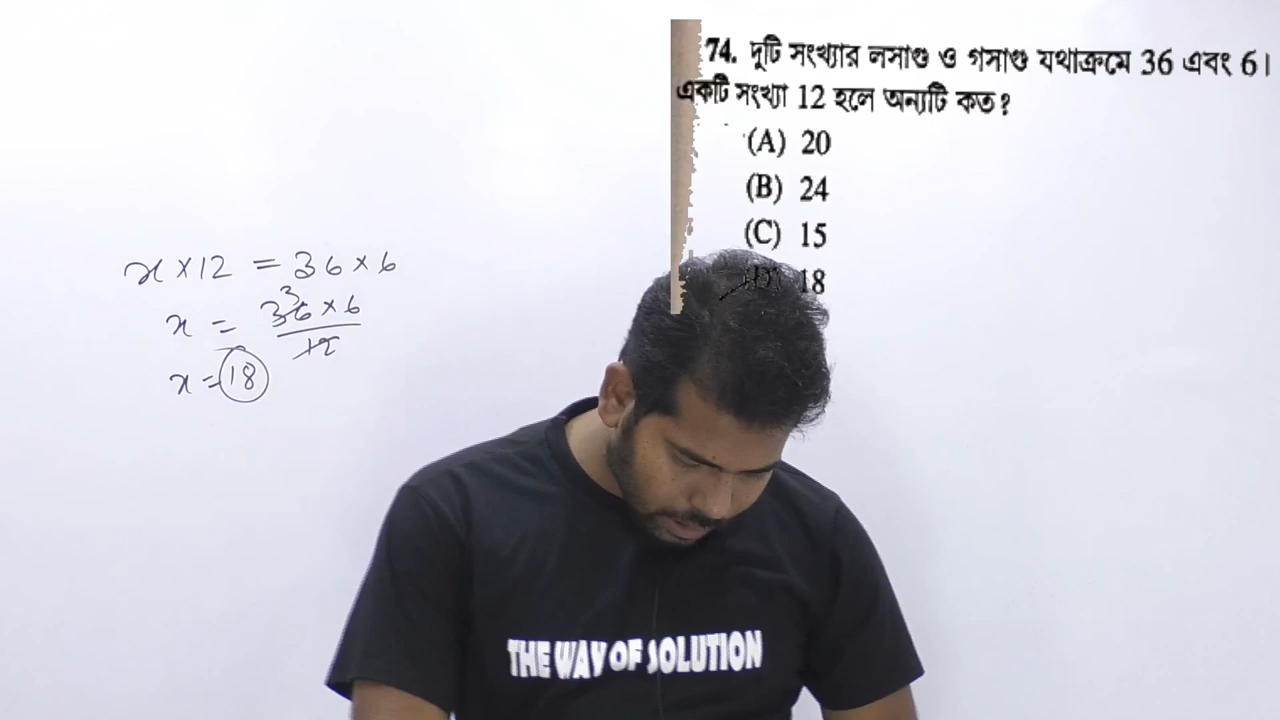 74. দুটি সংখ্যার লসাগু ও গসাগু যথাক্রমে 36 এবং 6।
একটি সংখ্যা 12 হলে অন্যটি কত?
(A) 20
(B) 24
(C) 15
(D) 18
x × 12 = 36 × 6
3
x = 36 × 6
12
x = 18
THE WAY OF SOLUTION